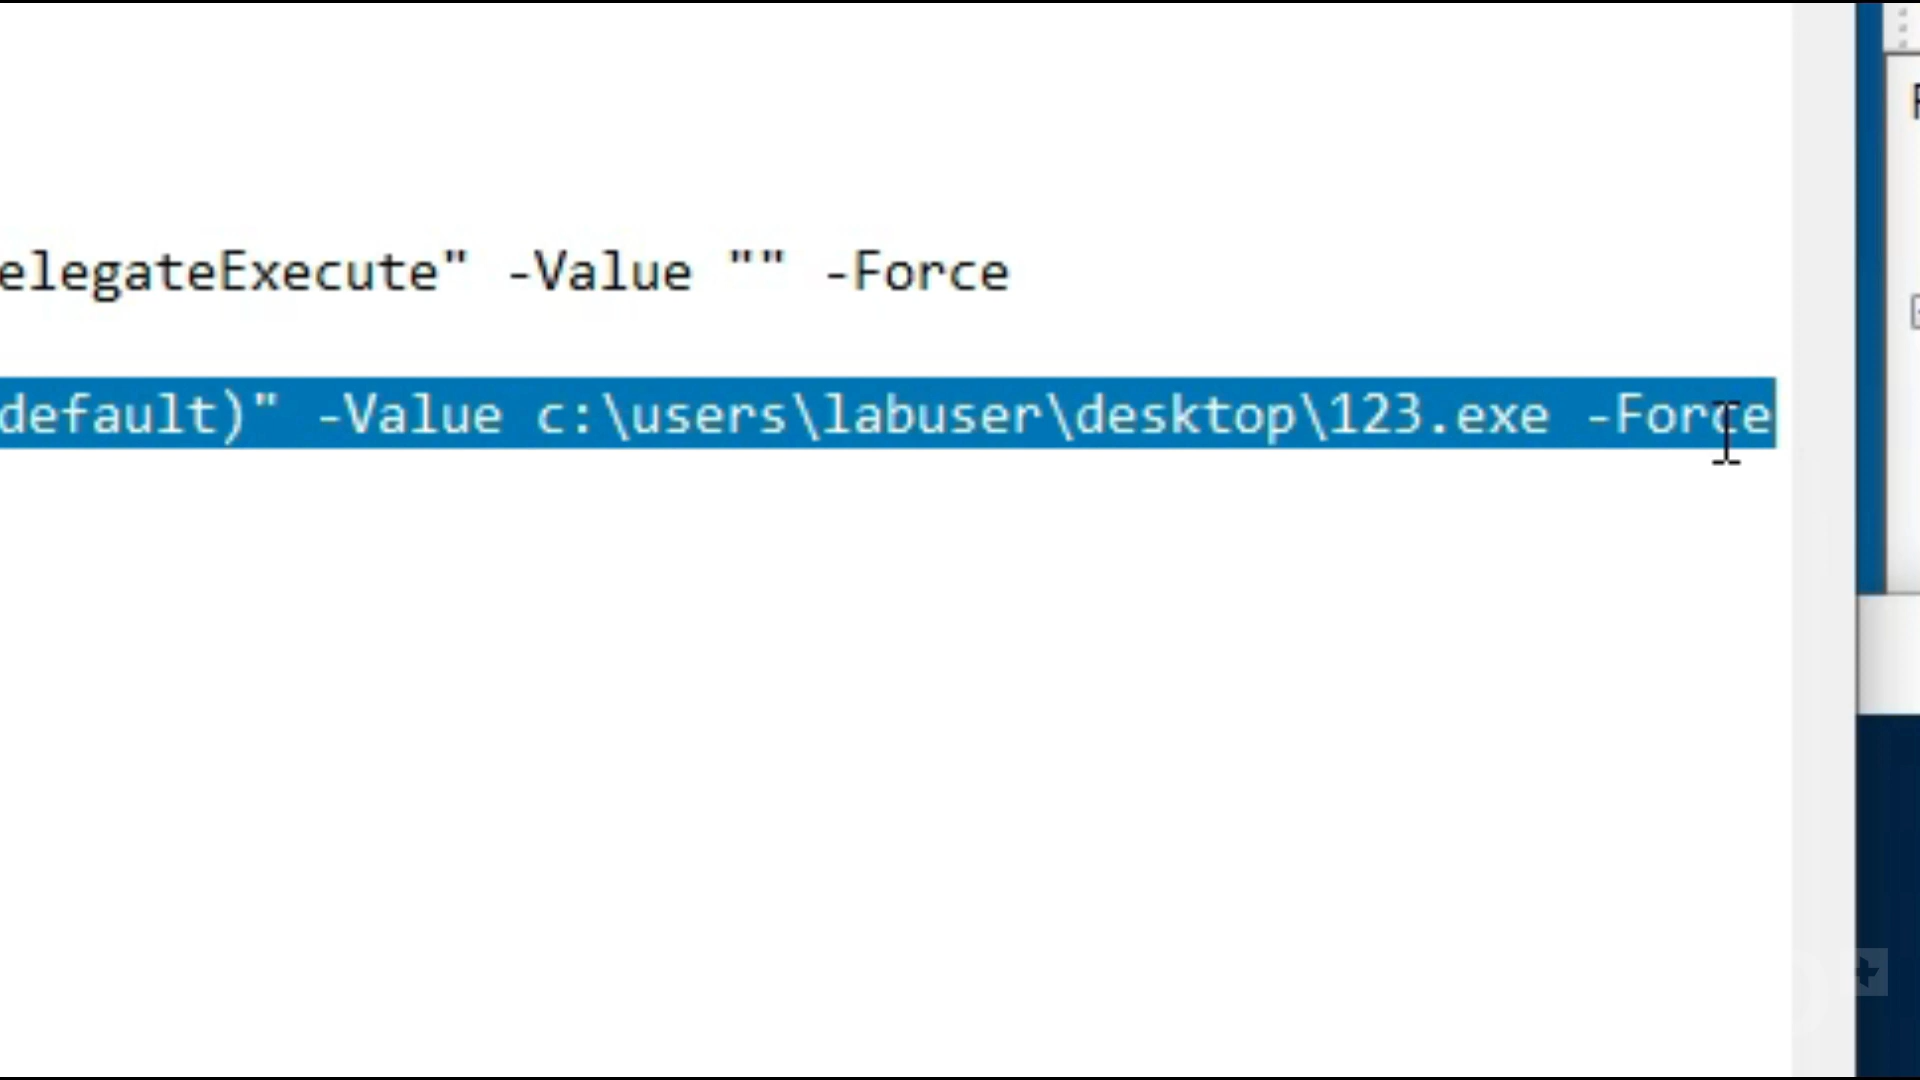 elegateExecute" -Value "" -Force
default)" -Value c:\users\labuser\desktop\123.exe -Force